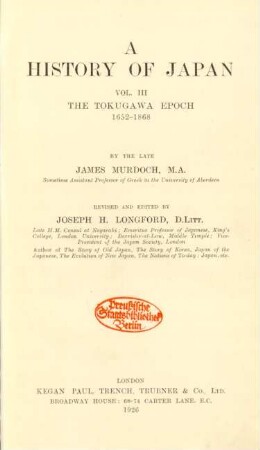 A
HISTORY OF JAPAN
VOL. III
THE TOKUGAWA EPOCH
1652-1868
BY THE LATE
JAMES MURDOCH, M.A.
Sometime Assistant Professor of Greek in the University of Aberdeen
REVISED AND EDITED BY
JOSEPH H. LONGFORD, D.Litt.
Late H.M. Consul at Nagasaki; Emeritus Professor of Japanese, King's
College, London University; Barrister-at-Law, Middle Temple; Vice-
President of the Japan Society, London
Author of The Story of Old Japan, The Story of Korea, Japan of the
Japanese, The Evolution of New Japan, The Nations of To-day: Japan, etc.
Preußische
Staatsbibliothek
Berlin
LONDON
KEGAN PAUL, TRENCH, TRUBNER & Co. Ltd.
BROADWAY HOUSE: 68-74 CARTER LANE, E.C.
1926